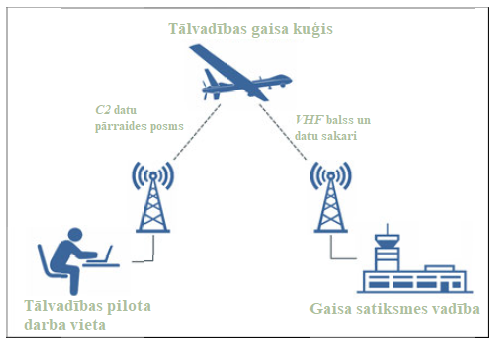 Tālvadības gaisa kuģis
C2 datu
pārraides posms
VHF balss un
datu sakari
Tālvadības pilota
darba vieta
Gaisa satiksmes vadība